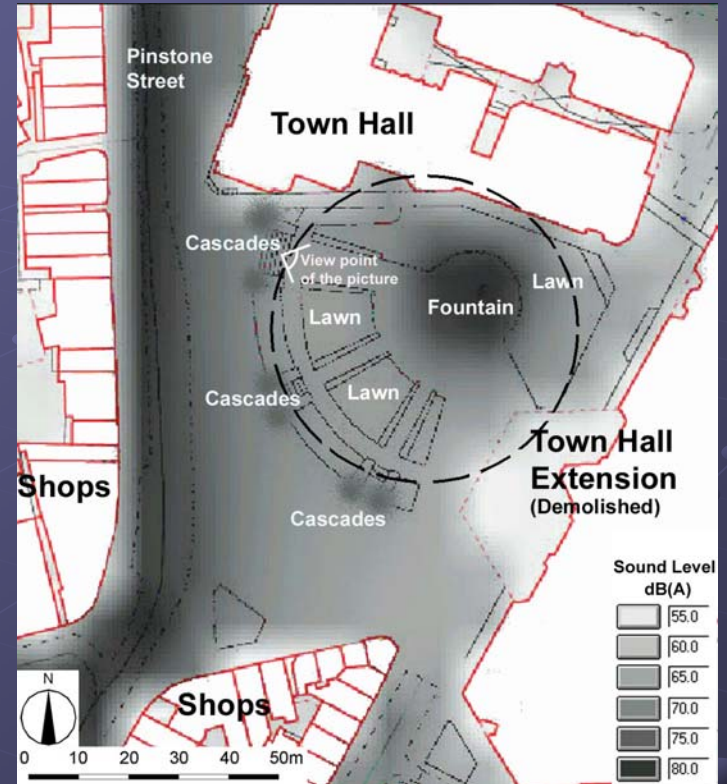 Pinstone
Street
Town Hall
Cascades
View point
of the picture
Lawn
Fountain
Lawn
Lawn
Cascades
Town Hall
Extension
(Demolished)
Shops
Cascades
Sound Level
dB(A)
55.0
60.0
65.0
70.0
75.0
80.0
N
Shops
0 10 20 30 40 50m